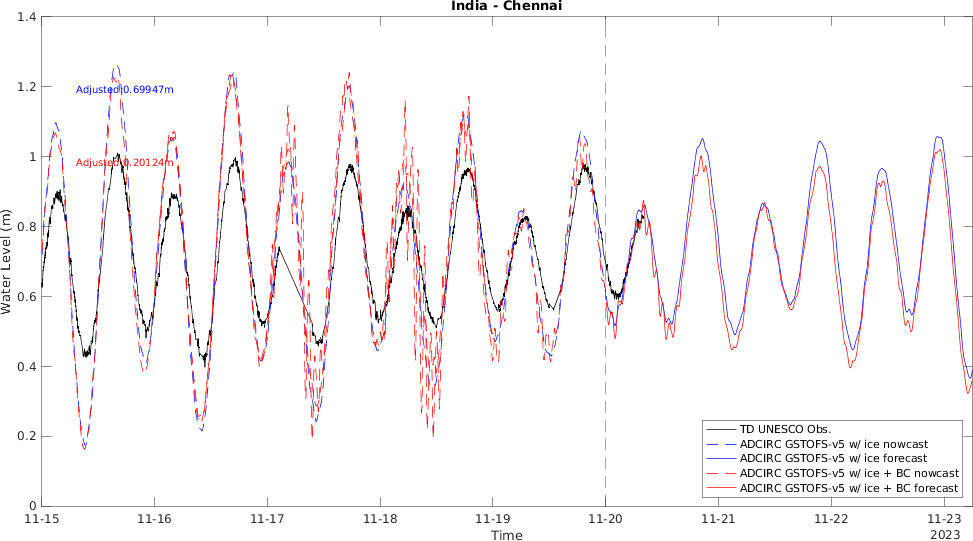 India - Chennai
1.4
1.2
1
0.8
0.6
0.4
0.2
0
Water Level (m)
Adjusted:0.69947m
Adjusted:0.20124m
TD UNESCO Obs.
ADCIRC GSTOFS-v5 w/ ice nowcast
ADCIRC GSTOFS-v5 w/ ice forecast
ADCIRC GSTOFS-v5 w/ ice + BC nowcast
ADCIRC GSTOFS-v5 w/ ice + BC forecast
11-15 11-16 11-17 11-18 11-19 11-20 11-21 11-22 11-23
Time
2023